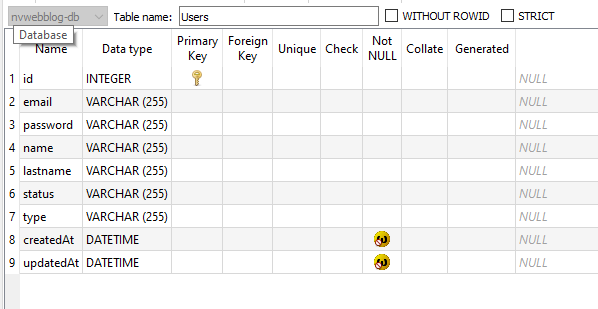 nvwebblog-db Table name: Users WITHOUT ROWID STRICT
Database
Name Data type Primary Key Foreign Key Unique Check Not NULL Collate Generated
1 id INTEGER NULL
2 email VARCHAR (255) NULL
3 password VARCHAR (255) NULL
4 name VARCHAR (255) NULL
5 lastname VARCHAR (255) NULL
6 status VARCHAR (255) NULL
7 type VARCHAR (255) NULL
8 createdAt DATETIME NULL
9 updatedAt DATETIME NULL